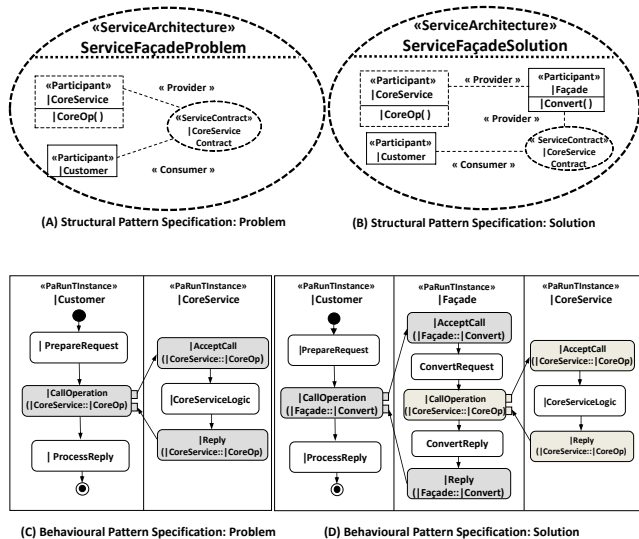 «ServiceArchitecture»
ServiceFaçadeProblem
«Participant»
|CoreService
|CoreOp( )
« Provider »
«ServiceContract»
|CoreService
Contract
«Participant»
|Customer
« Consumer »
(A) Structural Pattern Specification: Problem
«ServiceArchitecture»
ServiceFaçadeSolution
«Participant»
|CoreService
|CoreOp( )
« Provider »
«Participant»
|Façade
|Convert( )
« Provider »
« ServiceContract»
|CoreService
Contract
«Participant»
|Customer
« Consumer »
(B) Structural Pattern Specification: Solution
«PaRunTInstance»
|Customer
| PrepareRequest
|CallOperation
(|CoreService::|CoreOp)
| ProcessReply
«PaRunTInstance»
|CoreService
|AcceptCall
(|CoreService::|CoreOp)
|CoreServiceLogic
|Reply
(|CoreService::|CoreOp)
(C) Behavioural Pattern Specification: Problem
«PaRunTInstance»
|Customer
|PrepareRequest
|CallOperation
(|Façade::|Convert)
|ProcessReply
«PaRunTInstance»
|Façade
|AcceptCall
(|Façade::|Convert)
ConvertRequest
|CallOperation
(|CoreService::|CoreOp)
ConvertReply
|Reply
(|Façade::|Convert)
«PaRunTInstance»
|CoreService
|AcceptCall
(|CoreService::|CoreOp)
|CoreServiceLogic
|Reply
(|CoreService::|CoreOp)
(D) Behavioural Pattern Specification: Solution